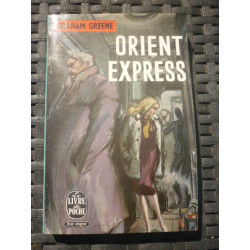 GRAHAM GREENE
ORIENT
EXPRESS
LE
LIVRE
DE
POCHE